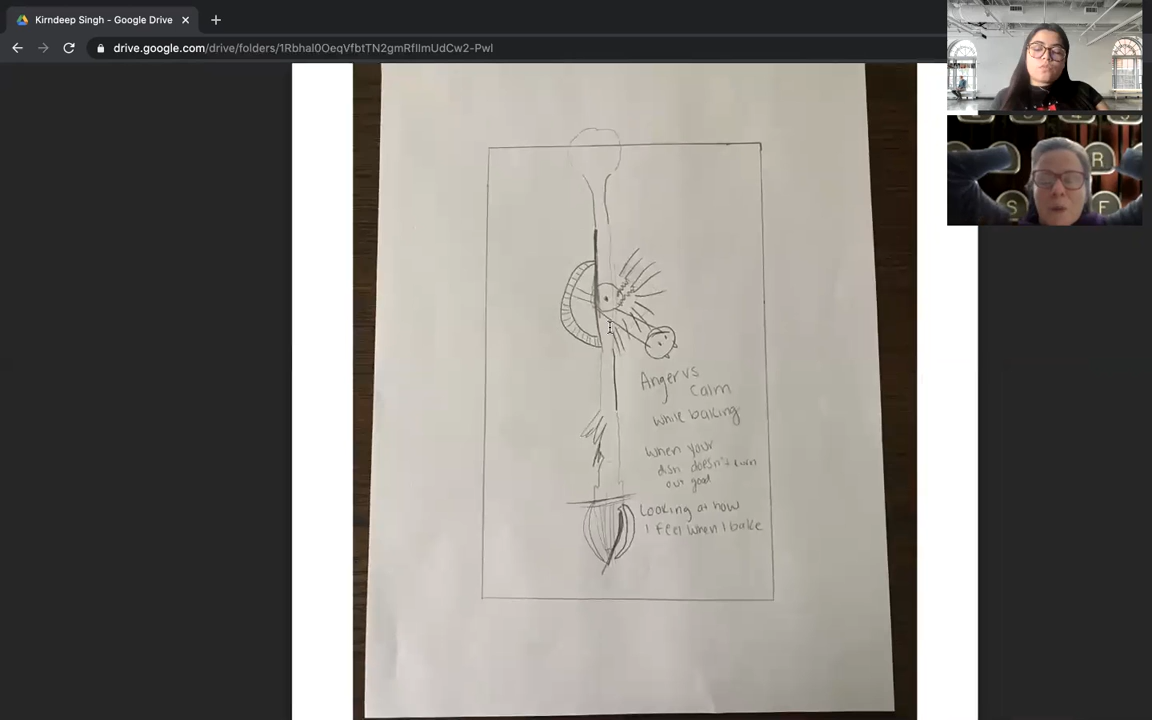 Kirndeep Singh - Google Drive
drive.google.com/drive/folders/1Rbhal0OeqVfbtTN2gmRfIlmUdCw2-Pwl
R
S
F
Anger vs
Calm
while baking
when your
dish doesn't turn
out good
Looking at how
I feel when I bake